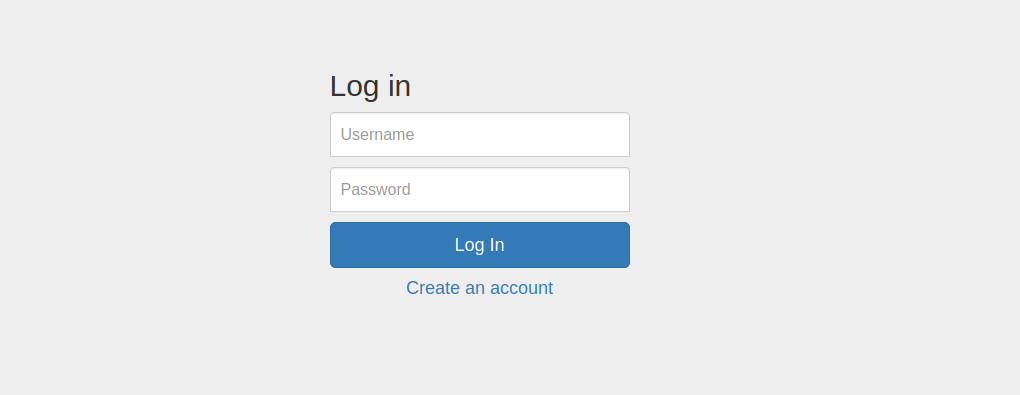 Log in
Username
Password
Log In
Create an account